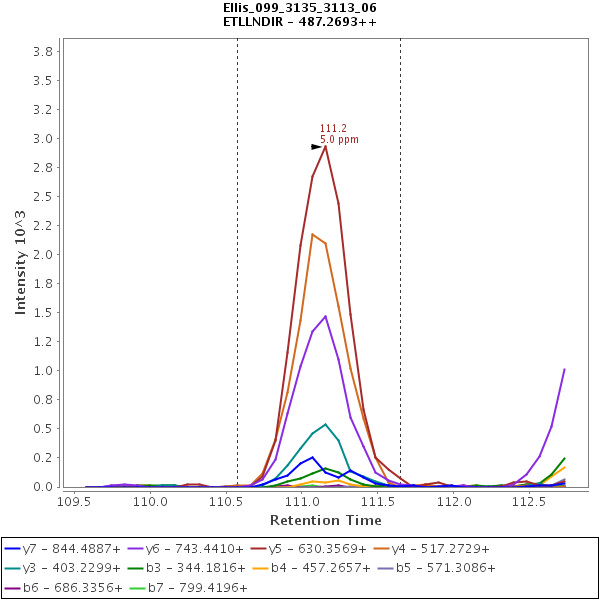 Ellis_099_3135_3113_06
ETLLNDIR - 487.2693++
Intensity 10^3
3.8
3.5
3.2
3.0
2.8
2.5
2.2
2.0
1.8
1.5
1.2
1.0
0.8
0.5
0.2
0.0
111.2
5.0 ppm
109.5 110.0 110.5 111.0 111.5 112.0 112.5
Retention Time
y7 - 844.4887+ y6 - 743.4410+ y5 - 630.3569+ y4 - 517.2729+
y3 - 403.2299+ b3 - 344.1816+ b4 - 457.2657+ b5 - 571.3086+
b6 - 686.3356+ b7 - 799.4196+